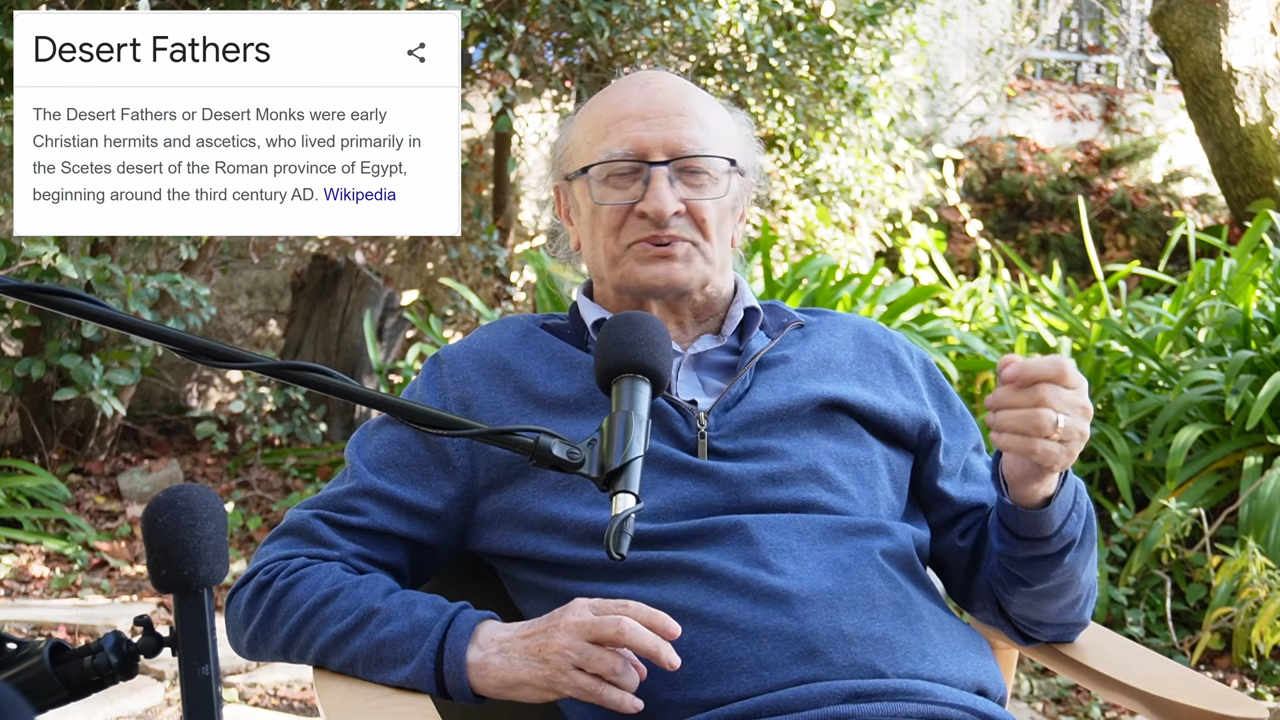 Desert Fathers
The Desert Fathers or Desert Monks were early
Christian hermits and ascetics, who lived primarily in
the Scetes desert of the Roman province of Egypt,
beginning around the third century AD. Wikipedia